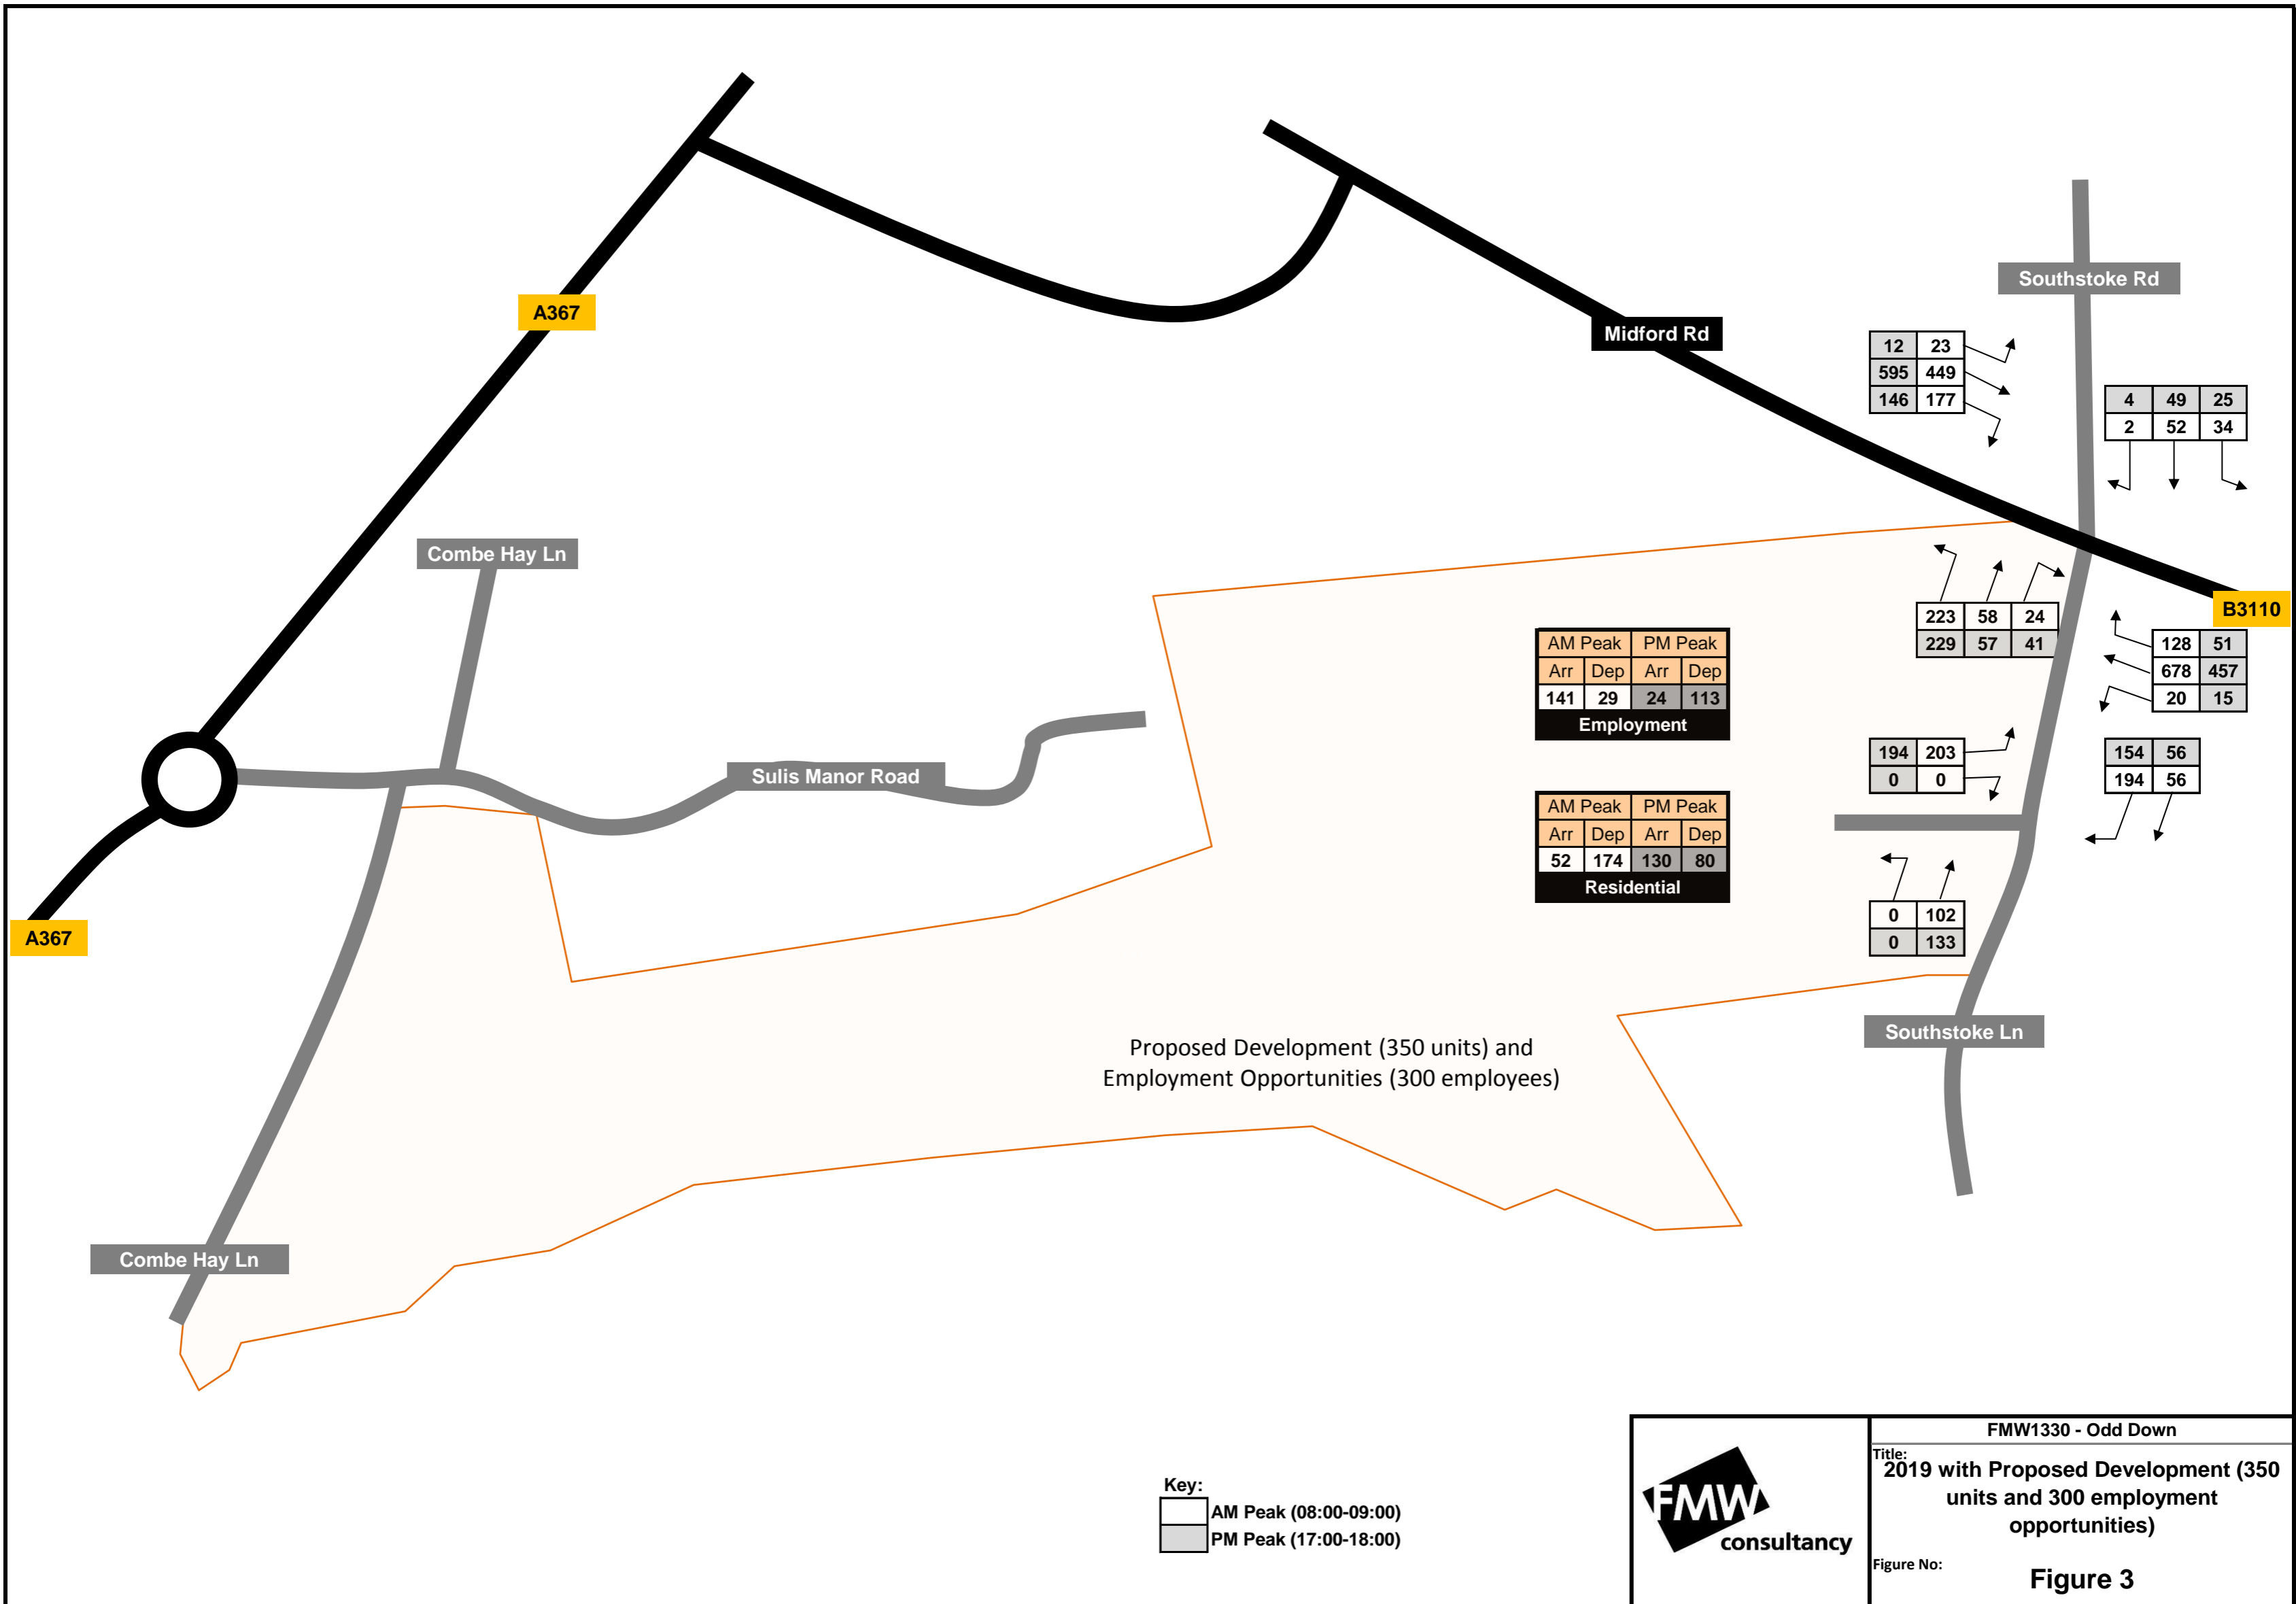 A367
Midford Rd
Southstoke Rd
12 23
595 449
146 177
4 49 25
2 52 34
Combe Hay Ln
B3110
223 58 24
229 57 41
128 51
678 457
20 15
AM Peak PM Peak
Arr Dep Arr Dep
141 29 24 113
Employment
194 203
0 0
154 56
194 56
Sulis Manor Road
AM Peak PM Peak
Arr Dep Arr Dep
52 174 130 80
Residential
0 102
0 133
A367
Southstoke Ln
Proposed Development (350 units) and
Employment Opportunities (300 employees)
Combe Hay Ln
Key:
AM Peak (08:00-09:00)
PM Peak (17:00-18:00)
FMW
consultancy
FMW1330 - Odd Down
Title:
2019 with Proposed Development (350
units and 300 employment
opportunities)
Figure No:
Figure 3